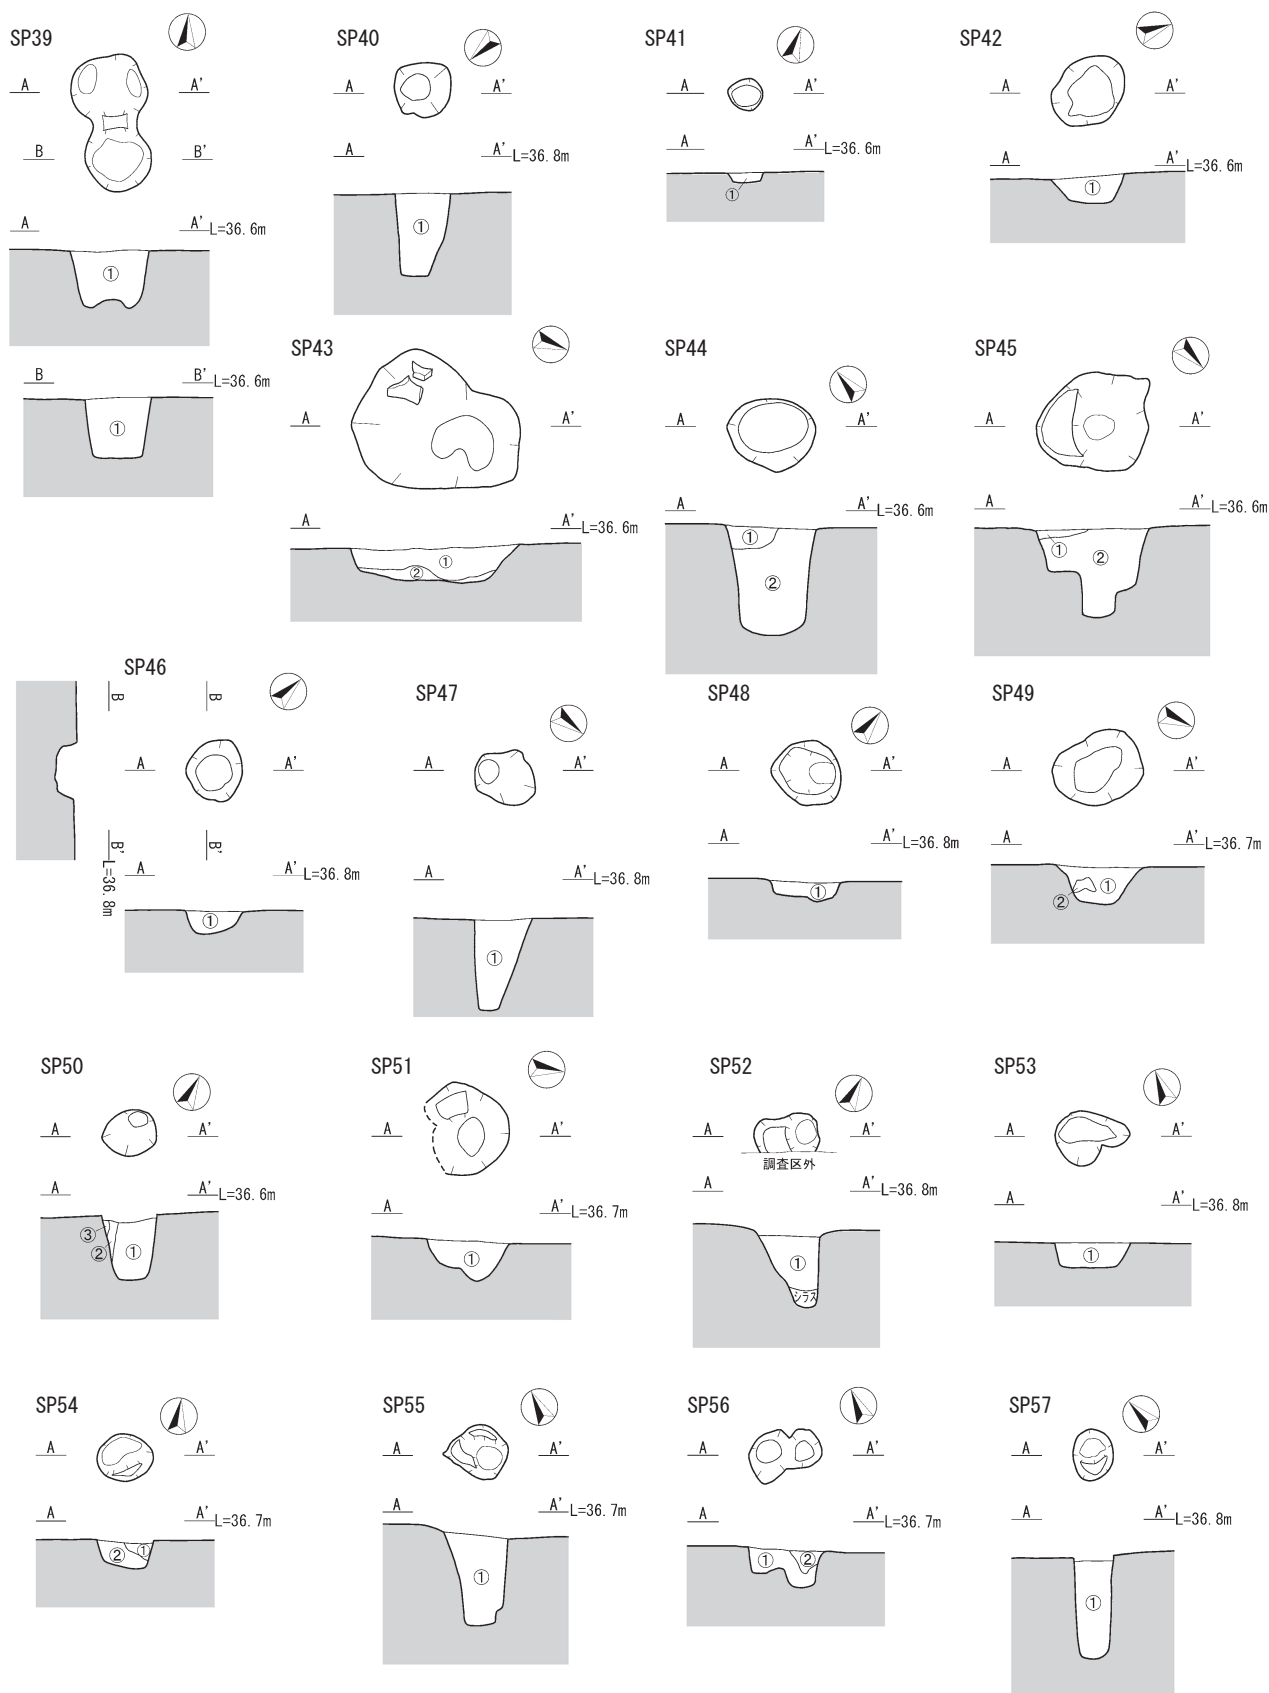 SP39
A A'
B B'
A A' L=36.6m
①
B B' L=36.6m
①
SP40
A A'
A A' L=36.8m
①
SP41
A A'
A A' L=36.6m
①
SP42
A A'
A A' L=36.6m
①
SP43
A A'
A A' L=36.6m
①
②
SP44
A A'
A A' L=36.6m
①
②
SP45
A A'
A A' L=36.6m
①
②
SP46
B B
A A'
B' B'
L=36.8m
A A' L=36.8m
①
SP47
A A'
A A' L=36.8m
①
SP48
A A'
A A' L=36.8m
①
SP49
A A'
A A' L=36.7m
①
②
SP50
A A'
A A' L=36.6m
③
② ①
SP51
A A'
A A' L=36.7m
①
SP52
A A'
調査区外
A A' L=36.8m
①
シラス
SP53
A A'
A A' L=36.8m
①
SP54
A A'
A A' L=36.7m
② ①
SP55
A A'
A A' L=36.7m
①
SP56
A A'
A A' L=36.7m
① ②
SP57
A A'
A A' L=36.8m
①